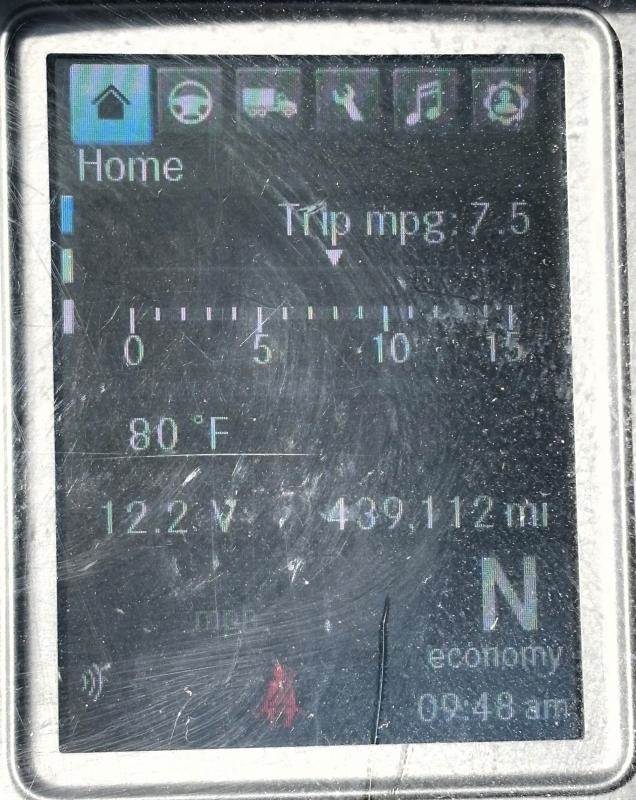 Home
Trip mpg: 7.5
0 5 10 15
80 °F
12.2 V 439,112 mi
N
economy
09:48 am